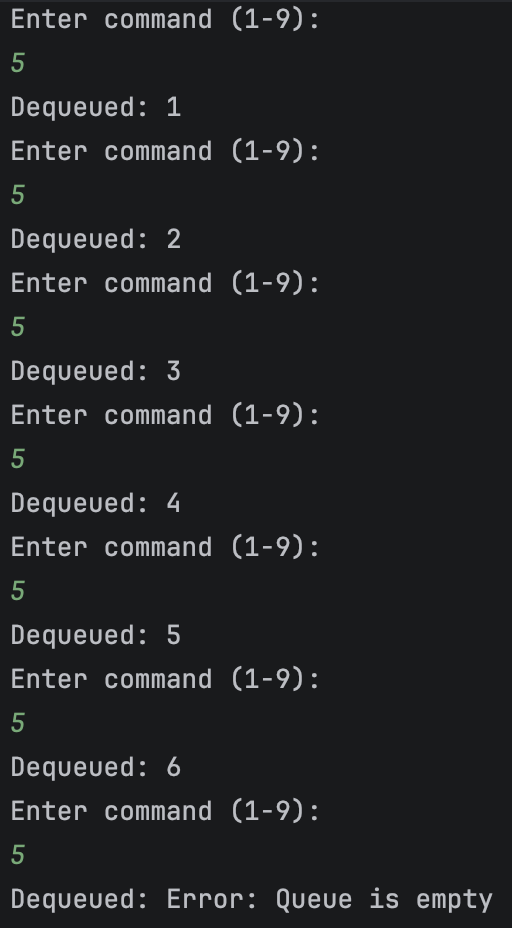 Enter command (1-9):
5
Dequeued: 1
Enter command (1-9):
5
Dequeued: 2
Enter command (1-9):
5
Dequeued: 3
Enter command (1-9):
5
Dequeued: 4
Enter command (1-9):
5
Dequeued: 5
Enter command (1-9):
5
Dequeued: 6
Enter command (1-9):
5
Dequeued: Error: Queue is empty